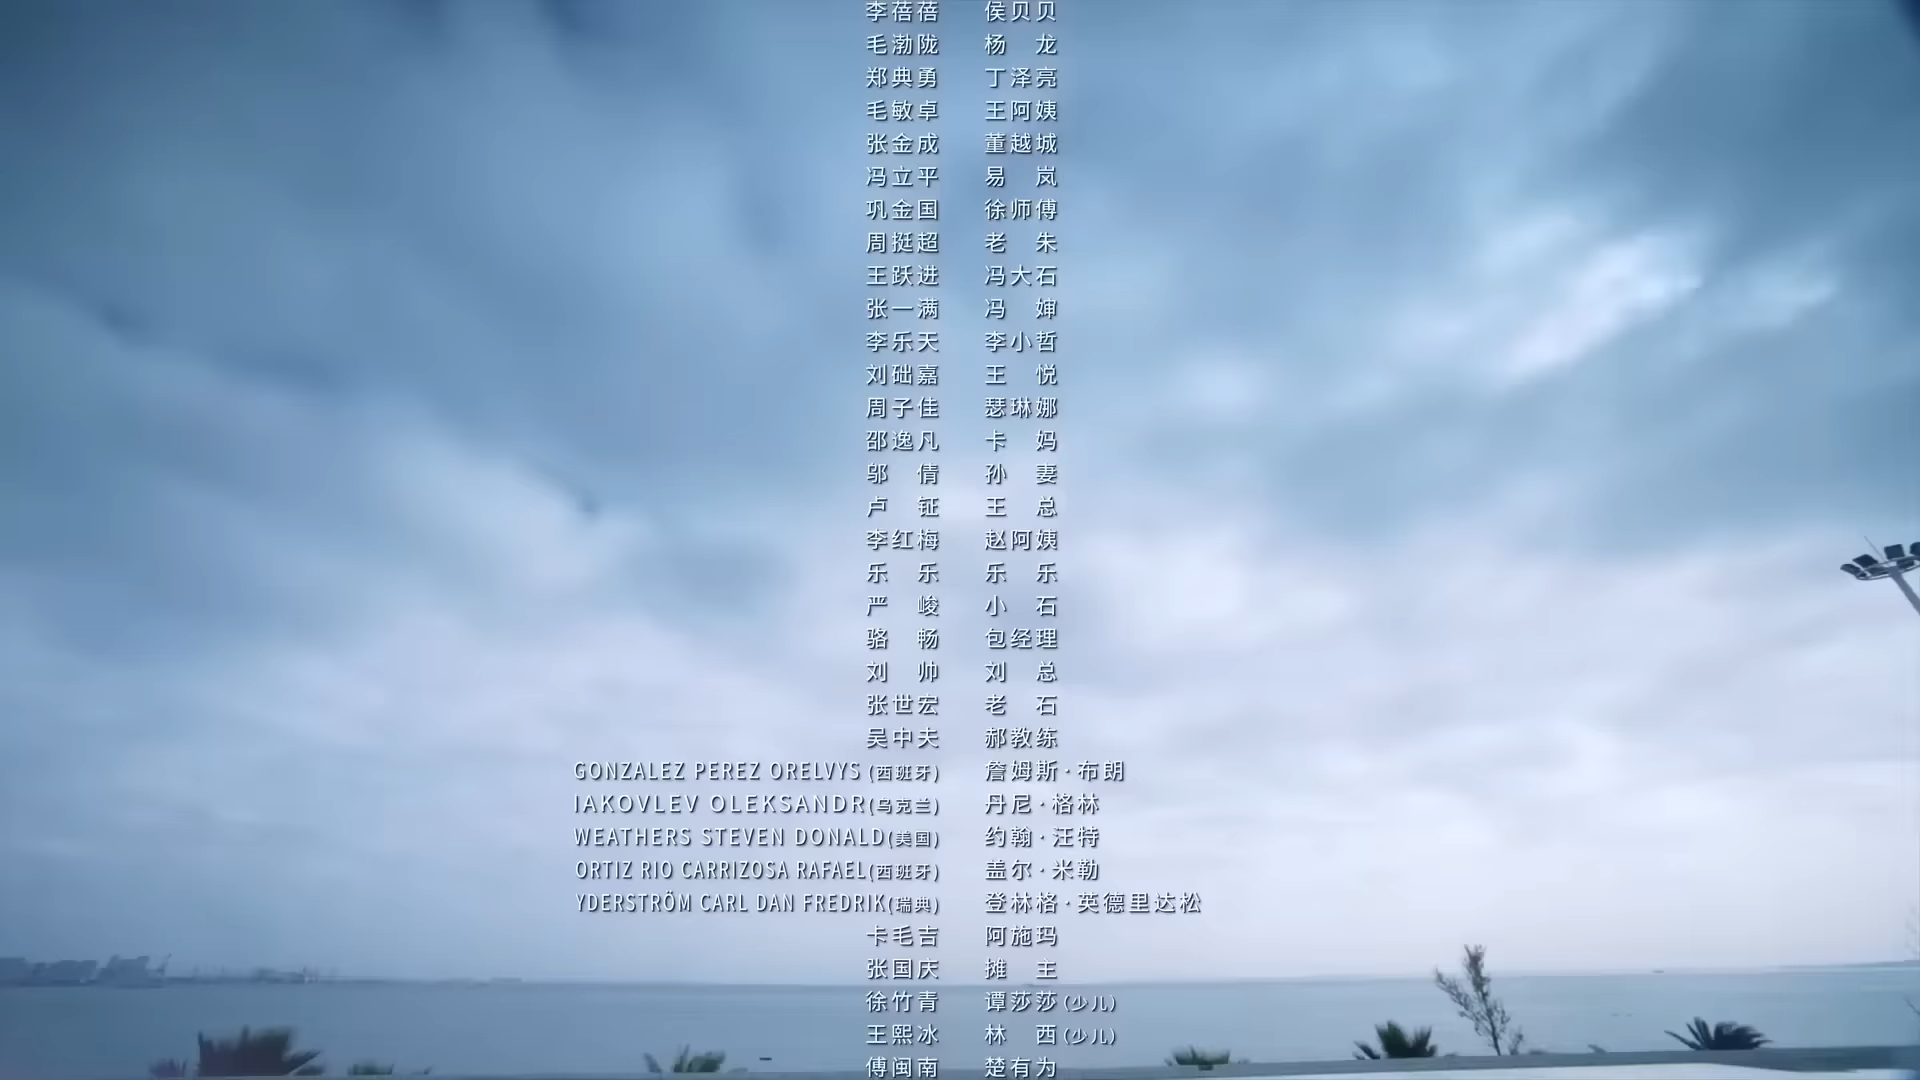 李蓓蓓 侯贝贝
毛渤陇 杨 龙
郑典勇 丁泽亮
毛敏卓 王阿姨
张金成 董越城
冯立平 易 岚
巩金国 徐师傅
周挺超 老 朱
王跃进 冯大石
张一满 冯 婶
李乐天 李小哲
刘础嘉 王 悦
周子佳 瑟琳娜
邵逸凡 卡 妈
邬 倩 孙 妻
卢 钲 王 总
李红梅 赵阿姨
乐 乐 乐 乐
严 峻 小 石
骆 畅 包经理
刘 帅 刘 总
张世宏 老 石
吴中夫 郝教练
GONZALEZ PEREZ ORELVYS (西班牙) 詹姆斯·布朗
IAKOVLEV OLEKSANDR(乌克兰) 丹尼·格林
WEATHERS STEVEN DONALD(美国) 约翰·汪特
ORTIZ RIO CARRIZOSA RAFAEL(西班牙) 盖尔·米勒
YDERSTRÖM CARL DAN FREDRIK(瑞典) 登林格·英德里达松
卡毛吉 阿施玛
张国庆 摊 主
徐竹青 谭莎莎(少儿)
王熙冰 林 西(少儿)
傅闽南 楚有为